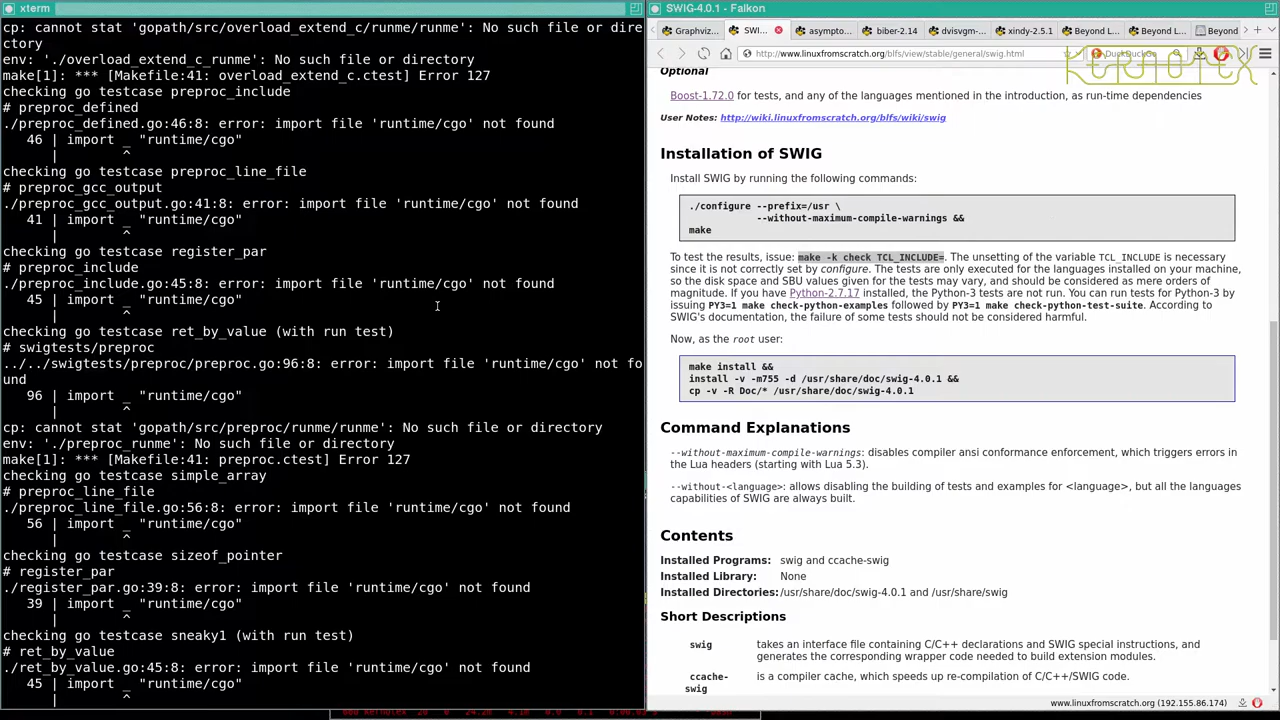 xterm
cp: cannot stat 'gopath/src/overload_extend_c/runme/runme': No such file or dire
ctory
env: './overload_extend_c_runme': No such file or directory
make[1]: *** [Makefile:41: overload_extend_c.ctest] Error 127
checking go testcase preproc_include
# preproc_defined
./preproc_defined.go:46:8: error: import file 'runtime/cgo' not found
46 | import _ "runtime/cgo"
| ^
checking go testcase preproc_line_file
# preproc_gcc_output
./preproc_gcc_output.go:41:8: error: import file 'runtime/cgo' not found
41 | import _ "runtime/cgo"
| ^
checking go testcase register_par
# preproc_include
./preproc_include.go:45:8: error: import file 'runtime/cgo' not found
45 | import _ "runtime/cgo"
| ^
checking go testcase ret_by_value (with run test)
# swigtests/preproc
../../swigtests/preproc/preproc.go:96:8: error: import file 'runtime/cgo' not fo
und
96 | import _ "runtime/cgo"
| ^
cp: cannot stat 'gopath/src/preproc/runme/runme': No such file or directory
env: './preproc_runme': No such file or directory
make[1]: *** [Makefile:41: preproc.ctest] Error 127
checking go testcase simple_array
# preproc_line_file
./preproc_line_file.go:56:8: error: import file 'runtime/cgo' not found
56 | import _ "runtime/cgo"
| ^
checking go testcase sizeof_pointer
# register_par
./register_par.go:39:8: error: import file 'runtime/cgo' not found
39 | import _ "runtime/cgo"
| ^
checking go testcase sneaky1 (with run test)
# ret_by_value
./ret_by_value.go:45:8: error: import file 'runtime/cgo' not found
45 | import _ "runtime/cgo"
| ^
SWIG-4.0.1 - Falkon
Graphviz... SWI... asympto... biber-2.14 dvisvgm-... xindy-2.5.1 Beyond L... Beyond L... Beyond
http://www.linuxfromscratch.org/blfs/view/stable/general/swig.html DuckDuckGo
KERNOTEX
Optional
Boost-1.72.0 for tests, and any of the languages mentioned in the introduction, as run-time dependencies
User Notes: http://wiki.linuxfromscratch.org/blfs/wiki/swig
Installation of SWIG
Install SWIG by running the following commands:
./configure --prefix=/usr \
--without-maximum-compile-warnings &&
make
To test the results, issue: make -k check TCL_INCLUDE=. The unsetting of the variable TCL_INCLUDE is necessary
since it is not correctly set by configure. The tests are only executed for the languages installed on your machine,
so the disk space and SBU values given for the tests may vary, and should be considered as mere orders of
magnitude. If you have Python-2.7.17 installed, the Python-3 tests are not run. You can run tests for Python-3 by
issuing PY3=1 make check-python-examples followed by PY3=1 make check-python-test-suite. According to
SWIG's documentation, the failure of some tests should not be considered harmful.
Now, as the root user:
make install &&
install -v -m755 -d /usr/share/doc/swig-4.0.1 &&
cp -v -R Doc/* /usr/share/doc/swig-4.0.1
Command Explanations
--without-maximum-compile-warnings: disables compiler ansi conformance enforcement, which triggers errors in
the Lua headers (starting with Lua 5.3).
--without-<language>: allows disabling the building of tests and examples for <language>, but all the languages
capabilities of SWIG are always built.
Contents
Installed Programs: swig and ccache-swig
Installed Library: None
Installed Directories: /usr/share/doc/swig-4.0.1 and /usr/share/swig
Short Descriptions
swig takes an interface file containing C/C++ declarations and SWIG special instructions, and
generates the corresponding wrapper code needed to build extension modules.
ccache- is a compiler cache, which speeds up re-compilation of C/C++/SWIG code.
swig
www.linuxfromscratch.org (192.155.86.174)